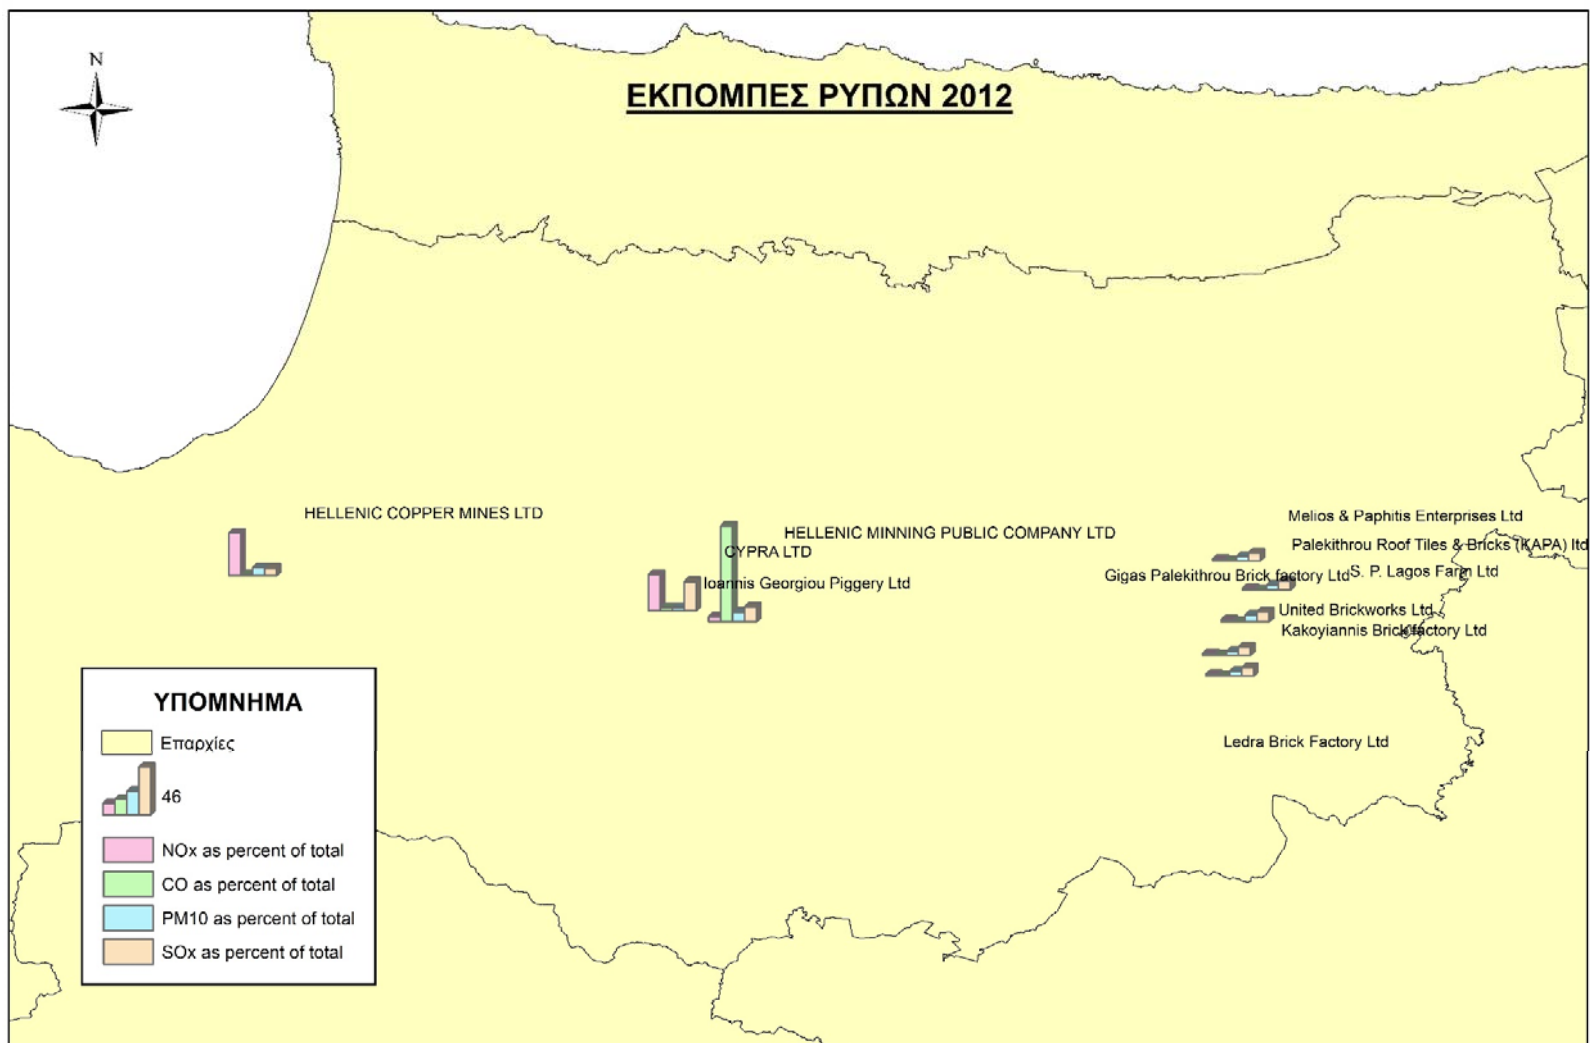 N
ΕΚΠΟΜΠΕΣ ΡΥΠΩΝ 2012
HELLENIC COPPER MINES LTD
HELLENIC MINNING PUBLIC COMPANY LTD
CYPRA LTD
Ioannis Georgiou Piggery Ltd
Melios & Paphitis Enterprises Ltd
Palekithrou Roof Tiles & Bricks (KAPA) ltd
Gigas Palekithrou Brick factory Ltd
S. P. Lagos Farm Ltd
United Brickworks Ltd
Kakoyiannis Brickfactory Ltd
Ledra Brick Factory Ltd
ΥΠΟΜΝΗΜΑ
Επαρχίες
46
NOx as percent of total
CO as percent of total
PM10 as percent of total
SOx as percent of total